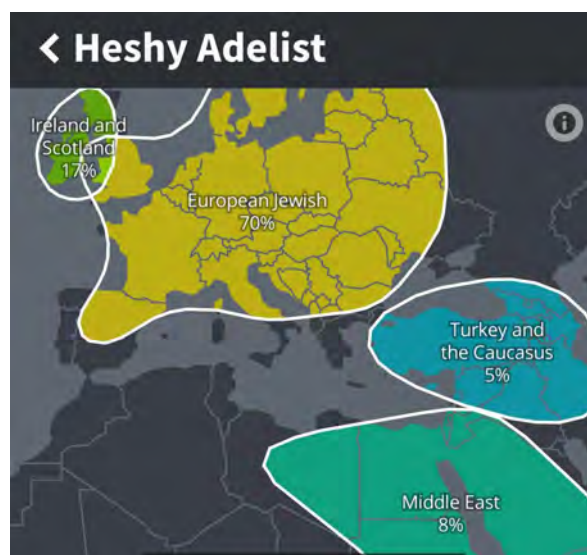 Heshy Adelist
Ireland and
Scotland
17%
European Jewish
70%
Turkey and
the Caucasus
5%
Middle East
8%